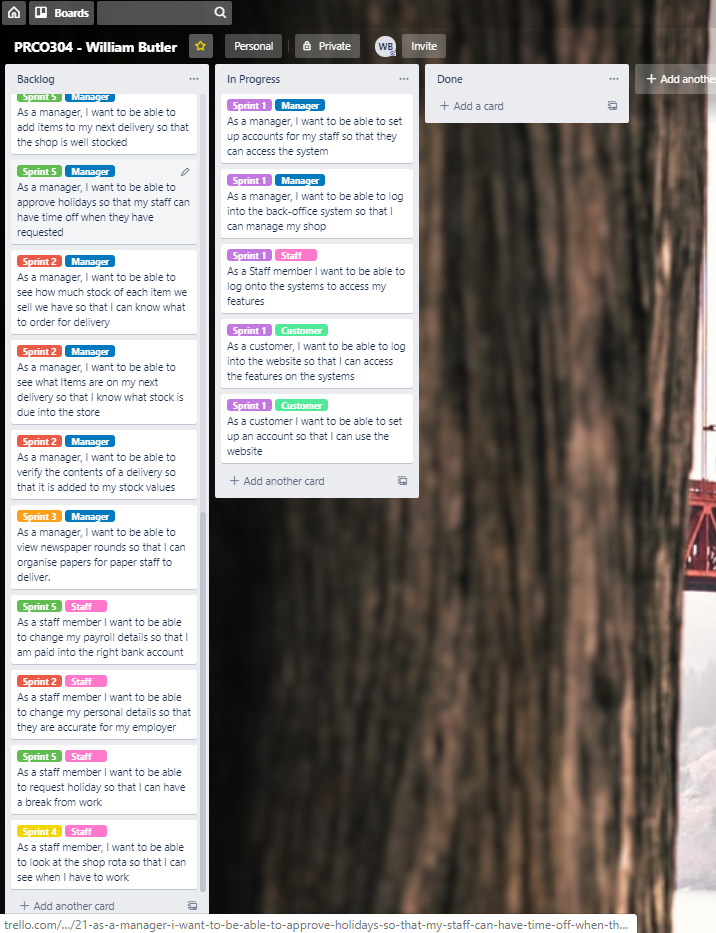 Boards
PRCO304 - William Butler
Personal
Private
WB
Invite
Backlog
Sprint 5 Manager
As a manager, I want to be able to
add items to my next delivery so that
the shop is well stocked
Sprint 5 Manager
As a manager, I want to be able to
approve holidays so that my staff can
have time off when they have
requested
Sprint 2 Manager
As a manager, I want to be able to
see how much stock of each item we
sell we have so that I can know what
to order for delivery
Sprint 2 Manager
As a manager, I want to be able to
see what Items are on my next
delivery so that I know what stock is
due into the store
Sprint 2 Manager
As a manager, I want to be able to
verify the contents of a delivery so
that it is added to my stock values
Sprint 3 Manager
As a manager, I want to be able to
view newspaper rounds so that I can
organise papers for paper staff to
deliver.
Sprint 5 Staff
As a staff member I want to be able
to change my payroll details so that I
am paid into the right bank account
Sprint 2 Staff
As a staff member I want to be able
to change my personal details so that
they are accurate for my employer
Sprint 5 Staff
As a staff member I want to be able
to request holiday so that I can have
a break from work
Sprint 4 Staff
As a staff member, I want to be able
to look at the shop rota so that I can
see when I have to work
+ Add another card
In Progress
Sprint 1 Manager
As a manager, I want to be able to set
up accounts for my staff so that they
can access the system
Sprint 1 Manager
As a manager, I want to be able to log
into the back-office system so that I
can manage my shop
Sprint 1 Staff
As a Staff member I want to be able to
log onto the systems to access my
features
Sprint 1 Customer
As a customer, I want to be able to log
into the website so that I can access
the features on the systems
Sprint 1 Customer
As a customer I want to be able to set
up an account so that I can use the
website
+ Add another card
Done
+ Add a card
+ Add anothe
trello.com/.../21-as-a-manager-i-want-to-be-able-to-approve-holidays-so-that-my-staff-can-have-time-off-when-th...